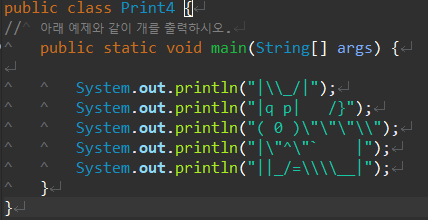 public class Print4 {
// 아래 예제와 같이 개를 출력하시오.
public static void main(String[] args) {
System.out.println("|\\_/|");
System.out.println("|q p|   /}");
System.out.println("( 0 )\"\"\"\\");
System.out.println("|\"^\"`    |");
System.out.println("||_/=\\\\__|");
}
}